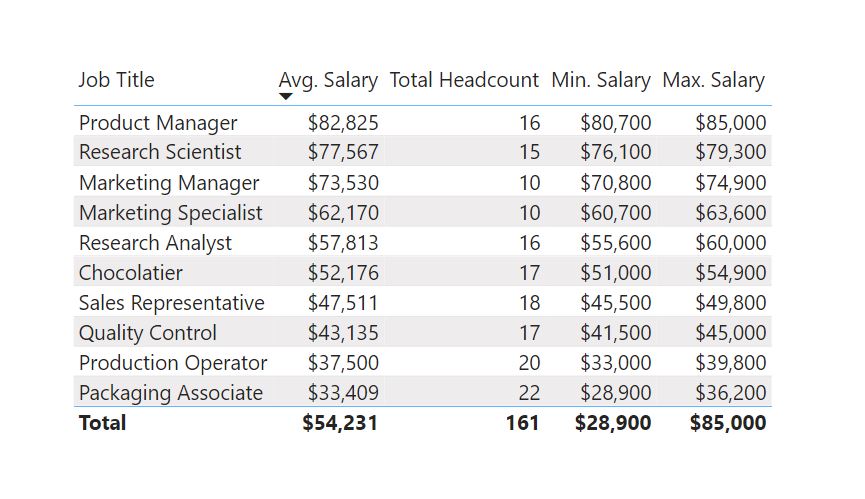 Job Title Avg. Salary Total Headcount Min. Salary Max. Salary
Product Manager $82,825 16 $80,700 $85,000
Research Scientist $77,567 15 $76,100 $79,300
Marketing Manager $73,530 10 $70,800 $74,900
Marketing Specialist $62,170 10 $60,700 $63,600
Research Analyst $57,813 16 $55,600 $60,000
Chocolatier $52,176 17 $51,000 $54,900
Sales Representative $47,511 18 $45,500 $49,800
Quality Control $43,135 17 $41,500 $45,000
Production Operator $37,500 20 $33,000 $39,800
Packaging Associate $33,409 22 $28,900 $36,200
Total $54,231 161 $28,900 $85,000